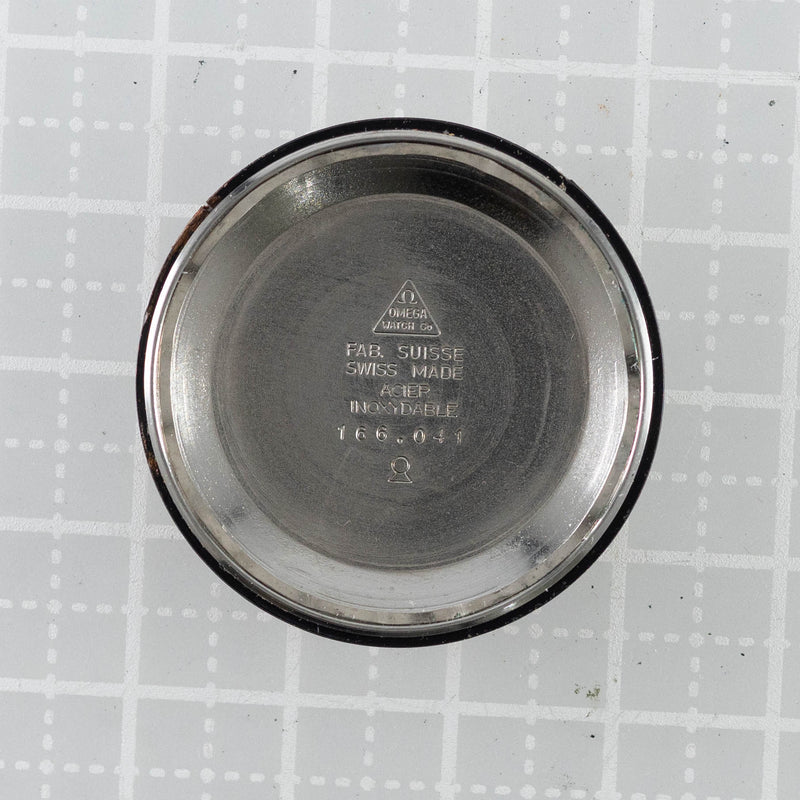 Ω
OMEGA
WATCH Co
FAB. SUISSE
SWISS MADE
ACIER
INOXYDABLE
166.041